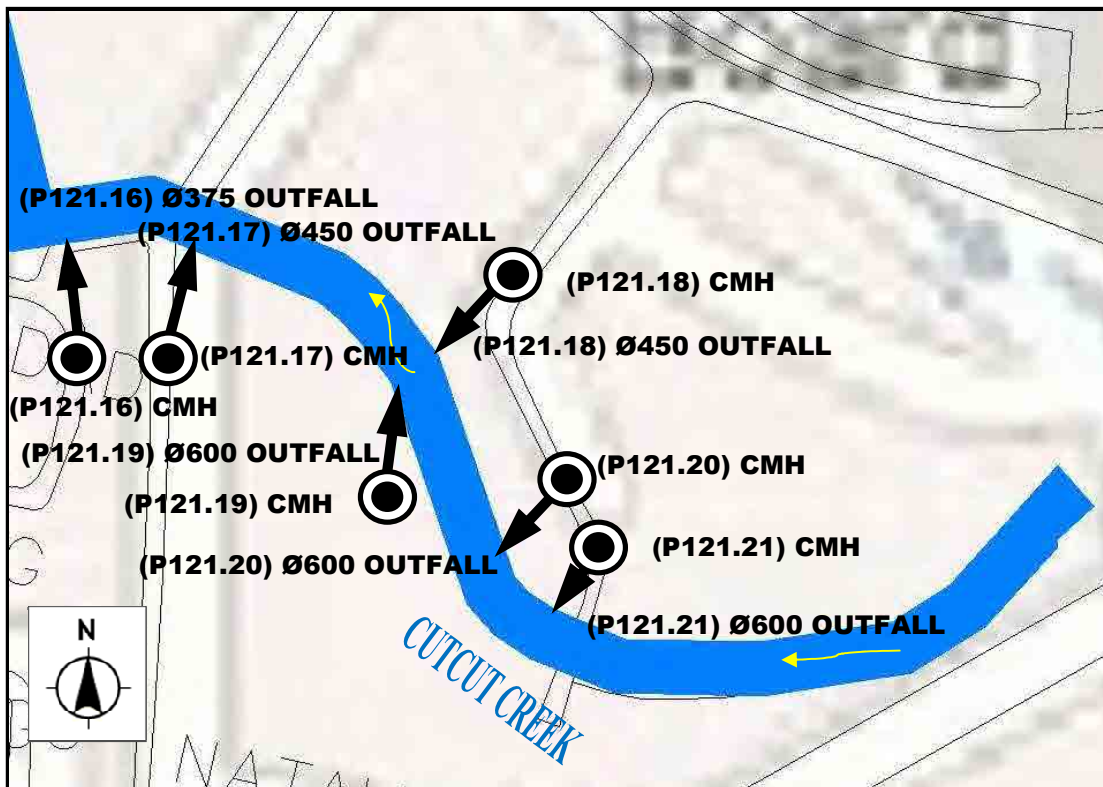 (P121.16) Ø375 OUTFALL
(P121.17) Ø450 OUTFALL
(P121.18) CMH
(P121.18) Ø450 OUTFALL
(P121.17) CMH
(P121.16) CMH
(P121.19) Ø600 OUTFALL
(P121.20) CMH
(P121.19) CMH
(P121.21) CMH
(P121.20) Ø600 OUTFALL
(P121.21) Ø600 OUTFALL
N
CUTCUT CREEK